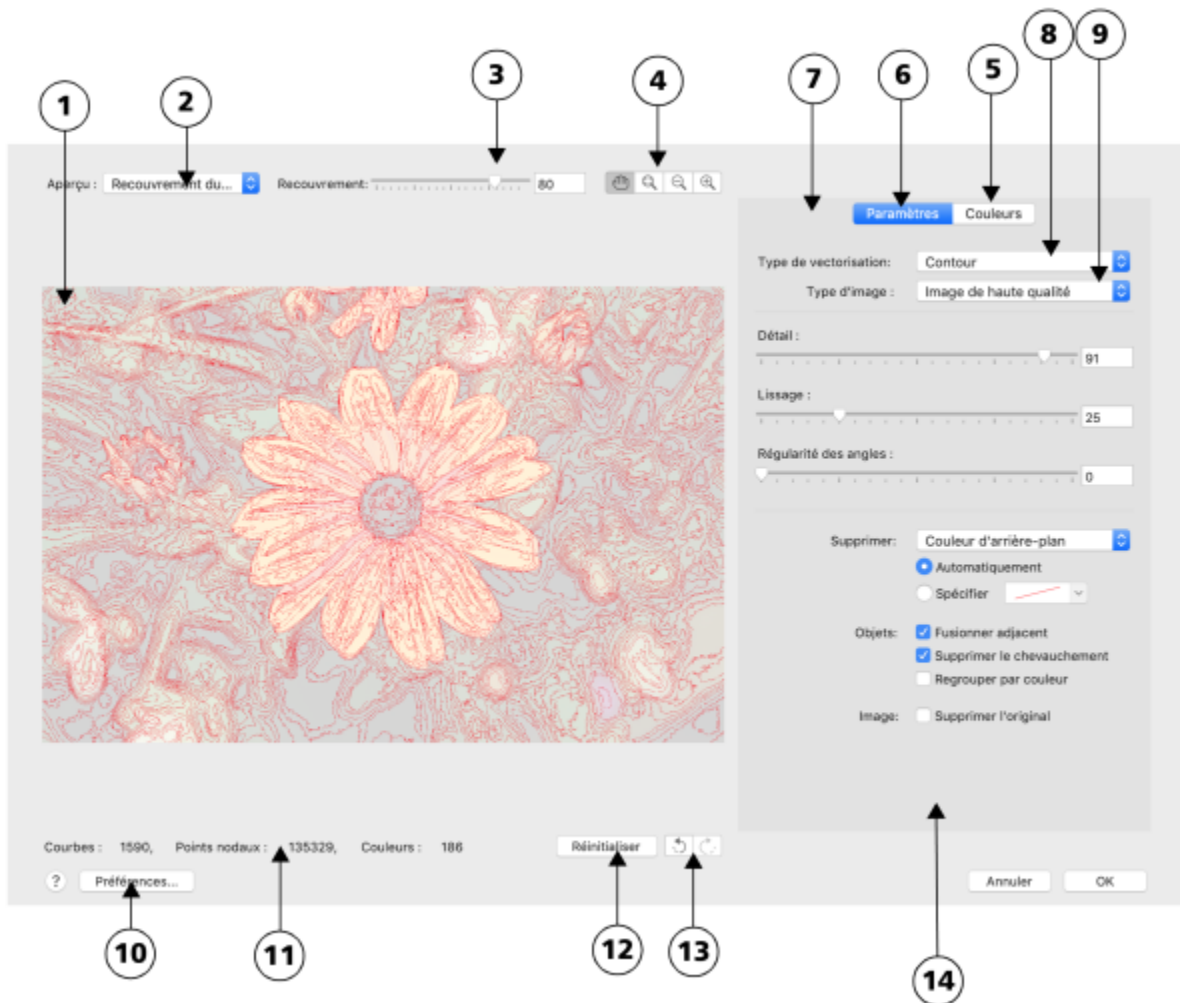 8 9
3 5
7 6
4
1 2
Aperçu : Recouvrement du... Recouvrement: 80
Paramètres Couleurs
Type de vectorisation: Contour
Type d'image : Image de haute qualité
Détail :
91
Lissage :
25
Régularité des angles :
0
Supprimer: Couleur d'arrière-plan
Automatiquement
Spécifier
Objets: Fusionner adjacent
Supprimer le chevauchement
Regrouper par couleur
Image: Supprimer l'original
Courbes : 1590, Points nodaux : 135329, Couleurs : 186 Réinitialiser
? Préférences... Annuler OK
10 11 12 13
14